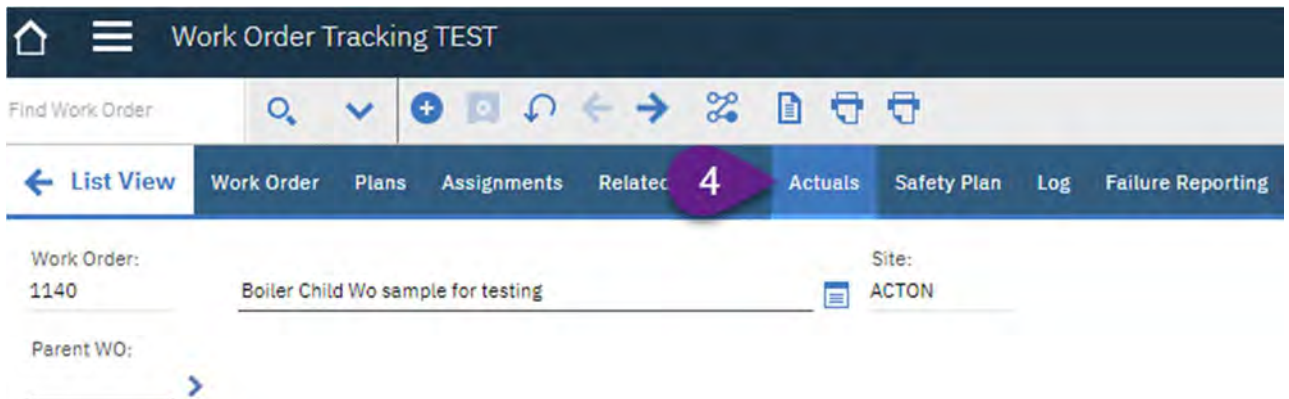 Work Order Tracking TEST
Find Work Order
List View Work Order Plans Assignments 4 Actuals Safety Plan Log Failure Reporting
Work Order: Site:
1140 Boiler Child Wo sample for testing ACTON
Parent WO: